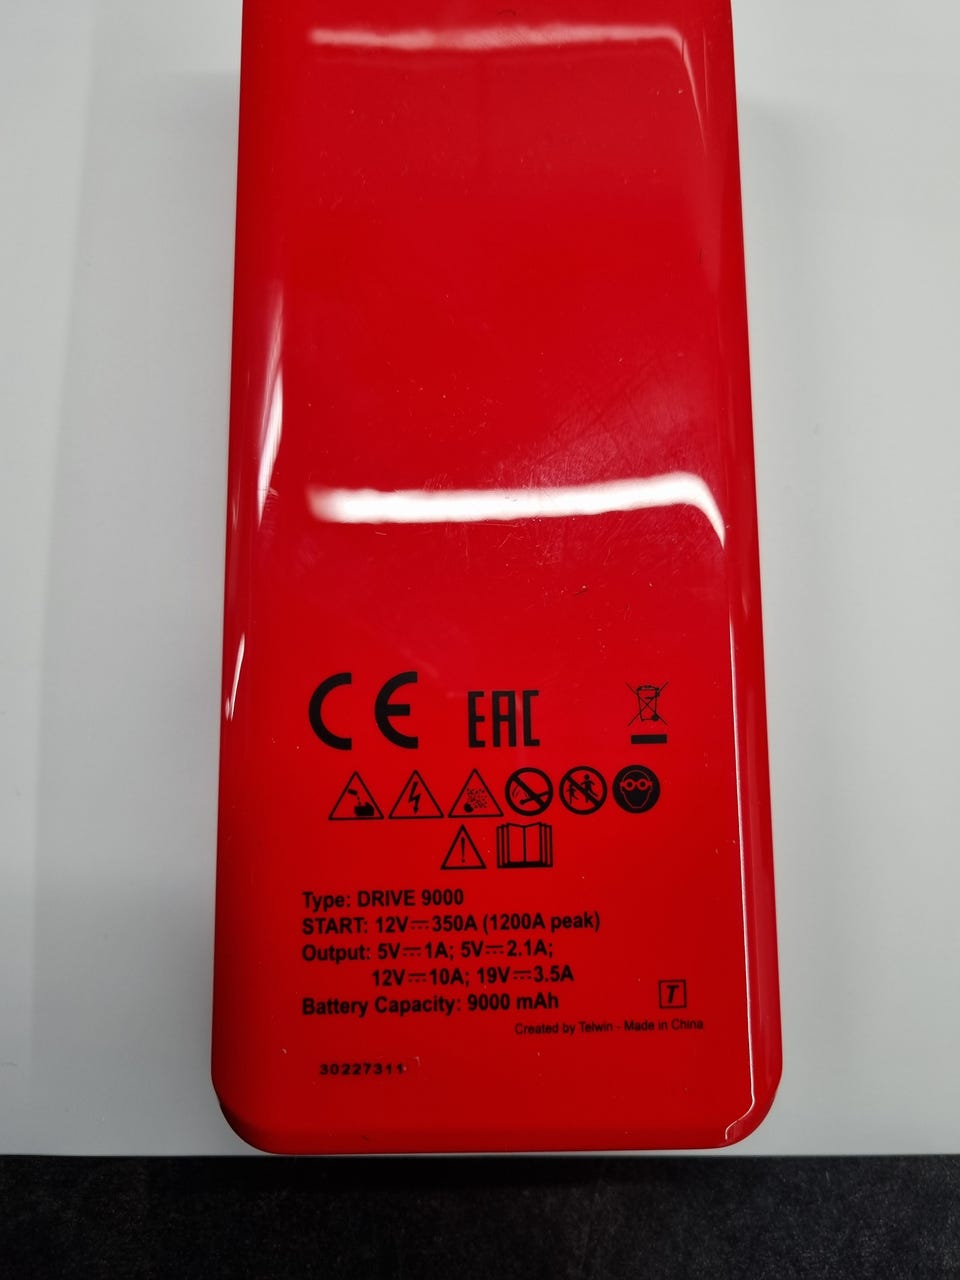 CE EAC
Type: DRIVE 9000
START: 12V⎓350A (1200A peak)
Output: 5V⎓1A; 5V⎓2.1A;
12V⎓10A; 19V⎓3.5A
Battery Capacity: 9000 mAh
T
Created by Telwin - Made in China
30227311